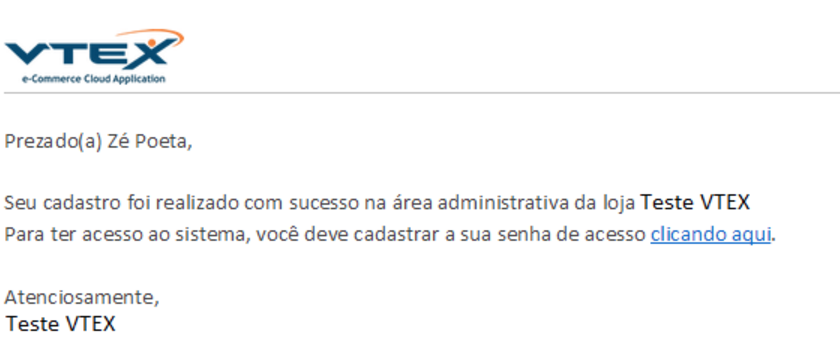 VTEX
e-Commerce Cloud Application
Prezado(a) Zé Poeta,
Seu cadastro foi realizado com sucesso na área administrativa da loja Teste VTEX
Para ter acesso ao sistema, você deve cadastrar a sua senha de acesso clicando aqui.
Atenciosamente,
Teste VTEX